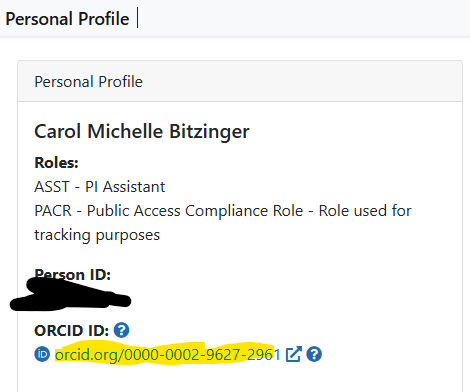 Personal Profile
Personal Profile
Carol Michelle Bitzinger
Roles:
ASST - PI Assistant
PACR - Public Access Compliance Role - Role used for
tracking purposes
Person ID:
ORCID ID: ?
iD orcid.org/0000-0002-9627-2961 ?